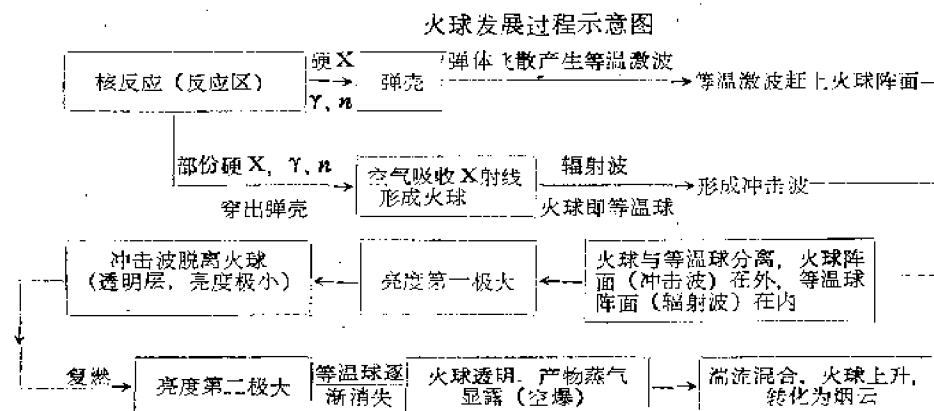 火球发展过程示意图
核反应（反应区）
硬X
γ、n
弹壳
弹体飞散产生等温激波
等温激波赶上火球阵面
部份硬X，γ、n
穿出弹壳
空气吸收X射线
形成火球
辐射波
火球即等温球
形成冲击波
火球与等温球分离，火球阵
面（冲击波）在外，等温球
阵面（辐射波）在内
亮度第一极大
冲击波脱离火球
（透明层，亮度极小）
复燃
亮度第二极大
等温球逐
渐消失
火球透明，产物蒸气
显露（空爆）
湍流混合，火球上升，
转化为烟云